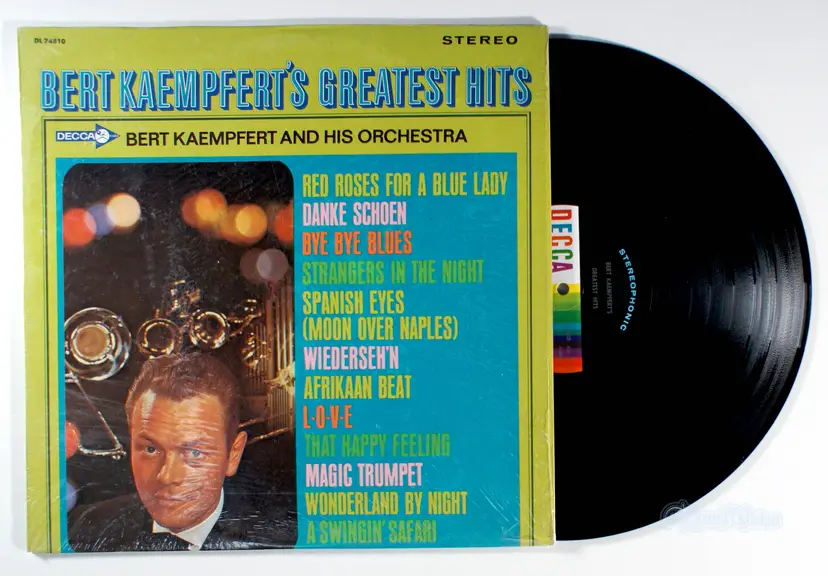 DL 74810
STEREO
BERT KAEMPFERT'S GREATEST HITS
DECCA
BERT KAEMPFERT AND HIS ORCHESTRA
RED ROSES FOR A BLUE LADY
DANKE SCHOEN
BYE BYE BLUES
STRANGERS IN THE NIGHT
SPANISH EYES
(MOON OVER NAPLES)
WIEDERSEH'N
AFRIKAAN BEAT
L-O-V-E
THAT HAPPY FEELING
MAGIC TRUMPET
WONDERLAND BY NIGHT
A SWINGIN' SAFARI
DECCA
STEREOPHONIC
BERT KAEMPFERT'S
GREATEST HITS